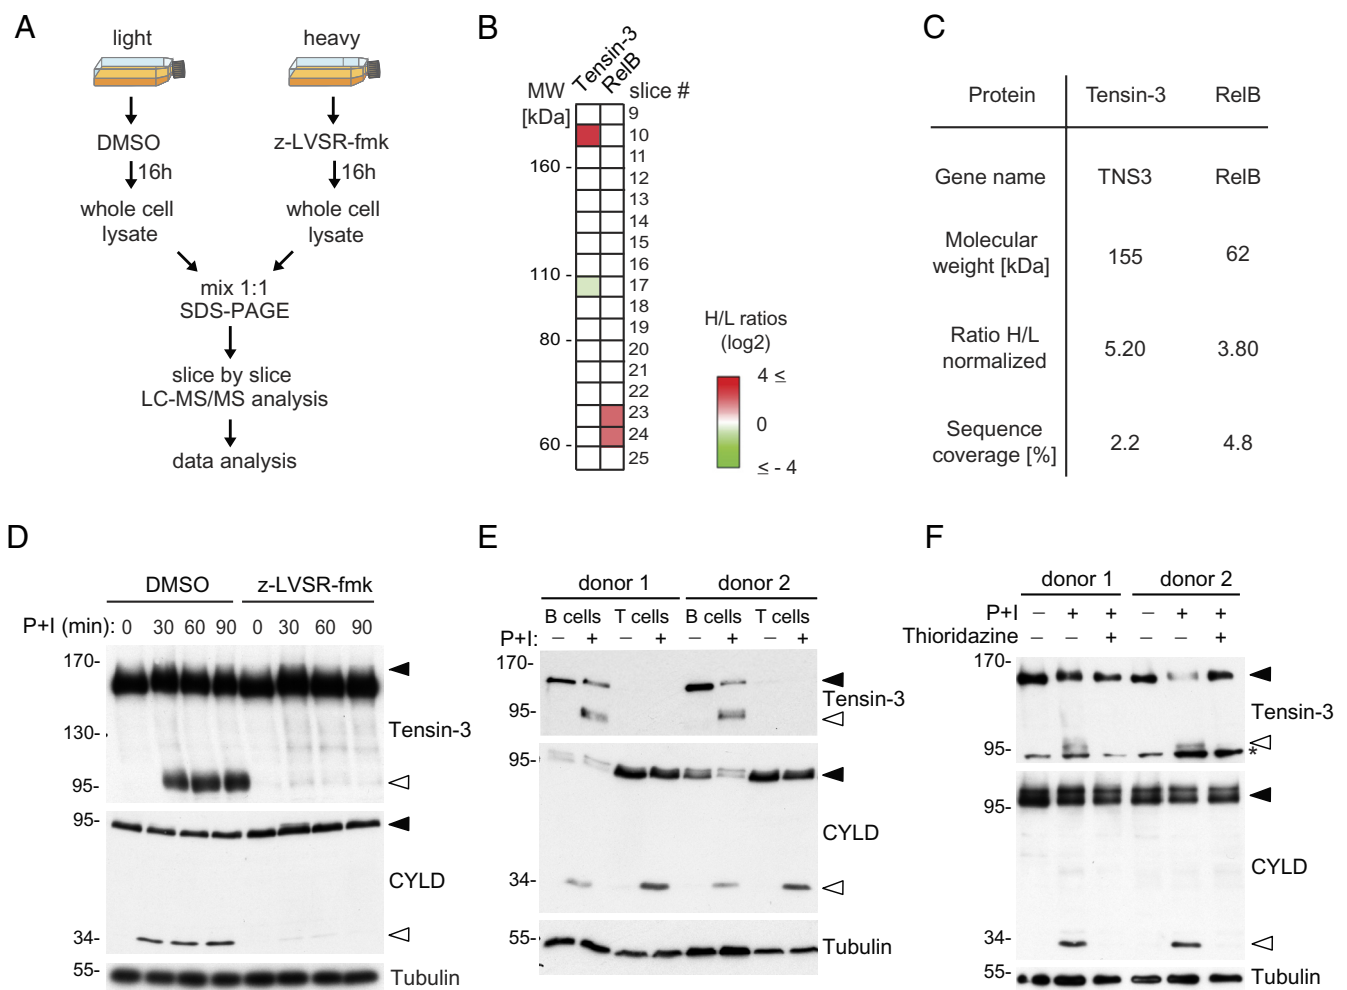 A
light heavy
DMSO z-LVSR-fmk
16h 16h
whole cell lysate whole cell lysate
mix 1:1
SDS-PAGE
slice by slice
LC-MS/MS analysis
data analysis
B
Tensin-3
RelB
MW [kDa] slice #
9
10
11
160 -
12
13
14
15
16
110 -
17
18
19
80 -
20
21
22
23
24
60 -
25
H/L ratios
(log2)
4 ≤
0
≤ - 4
C
Protein Tensin-3 RelB
Gene name TNS3 RelB
Molecular weight [kDa] 155 62
Ratio H/L normalized 5.20 3.80
Sequence coverage [%] 2.2 4.8
D
DMSO z-LVSR-fmk
P+I (min): 0 30 60 90 0 30 60 90
170-
Tensin-3
130-
95-
95-
CYLD
34-
55-
Tubulin
E
donor 1 donor 2
B cells T cells B cells T cells
P+I: – + – + – + – +
170-
Tensin-3
95-
95-
CYLD
34-
55-
Tubulin
F
donor 1 donor 2
P+I – + + – + +
Thioridazine – – + – – +
170-
Tensin-3
95-
*
95-
CYLD
34-
55-
Tubulin